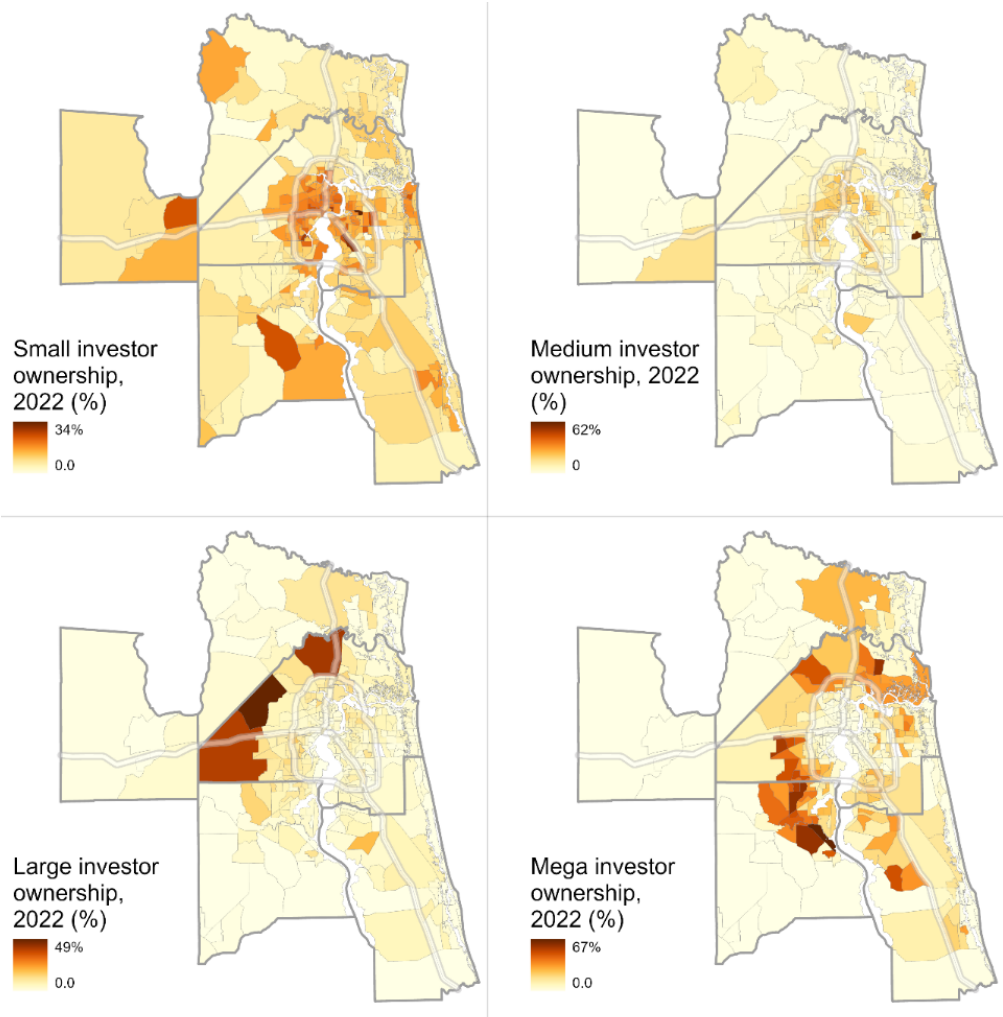 Small investor
ownership,
2022 (%)
34%
0.0
Medium investor
ownership, 2022
(%)
62%
0
Large investor
ownership,
2022 (%)
49%
0.0
Mega investor
ownership,
2022 (%)
67%
0.0